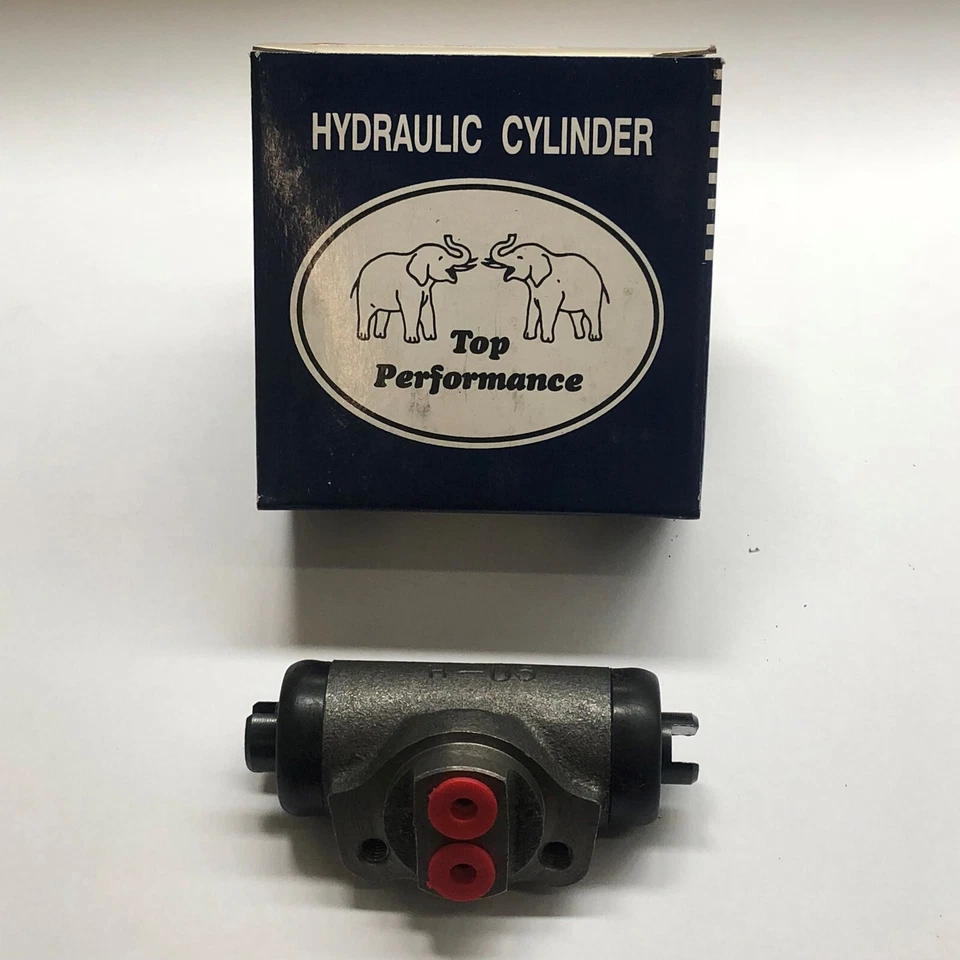 HYDRAULIC CYLINDER
Top
Performance